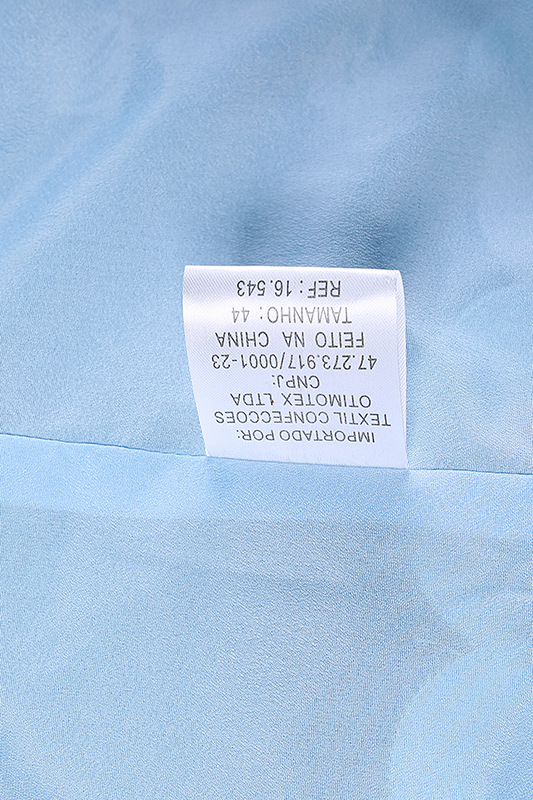 IMPORTADO POR:
TEXTIL CONFECCOES
OTIMOTEX LTDA
CNPJ:
47.273.917/0001-23
FEITO NA CHINA
TAMANHO: 44
REF: 16.543